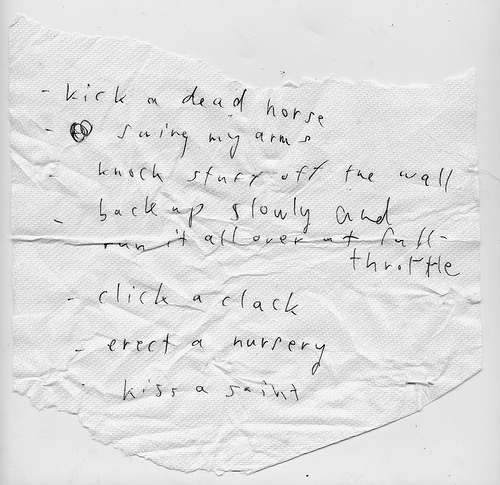 - kick a dead horse
- swing my arms
- knock stuff off the wall
- back up slowly and
run it all over at full-
throttle
- click a clack
- erect a nursery
- kiss a saint